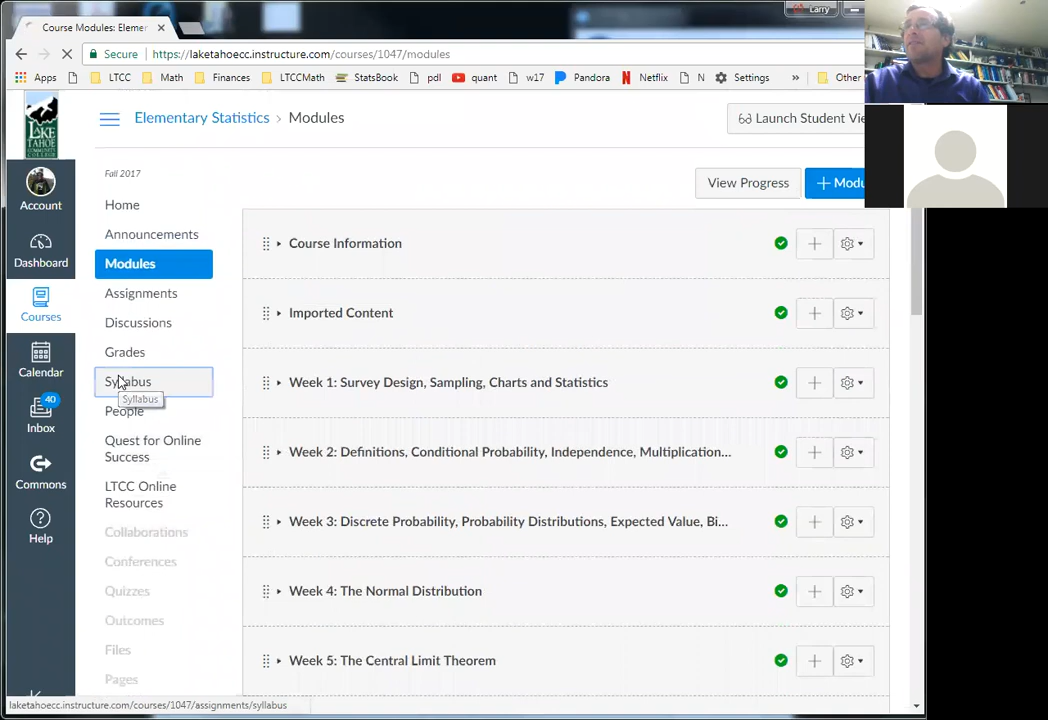 Course Modules: Elemen
Larry
Secure
https://laketahoecc.instructure.com/courses/1047/modules
Apps
LTCC
Math
Finances
LTCCMath
StatsBook
pdl
quant
w17
Pandora
Netflix
N
Settings
»
Other
LAKE
TAHOE
COMMUNITY
COLLEGE
Elementary Statistics › Modules
Launch Student Vie
Fall 2017
View Progress
+ Modu
Account
Dashboard
Courses
Calendar
40
Inbox
Commons
Help
Home
Announcements
Modules
Assignments
Discussions
Grades
Syllabus
Syllabus
People
Quest for Online
Success
LTCC Online
Resources
Collaborations
Conferences
Quizzes
Outcomes
Files
Pages
Course Information
Imported Content
Week 1: Survey Design, Sampling, Charts and Statistics
Week 2: Definitions, Conditional Probability, Independence, Multiplication...
Week 3: Discrete Probability, Probability Distributions, Expected Value, Bi...
Week 4: The Normal Distribution
Week 5: The Central Limit Theorem
laketahoecc.instructure.com/courses/1047/assignments/syllabus